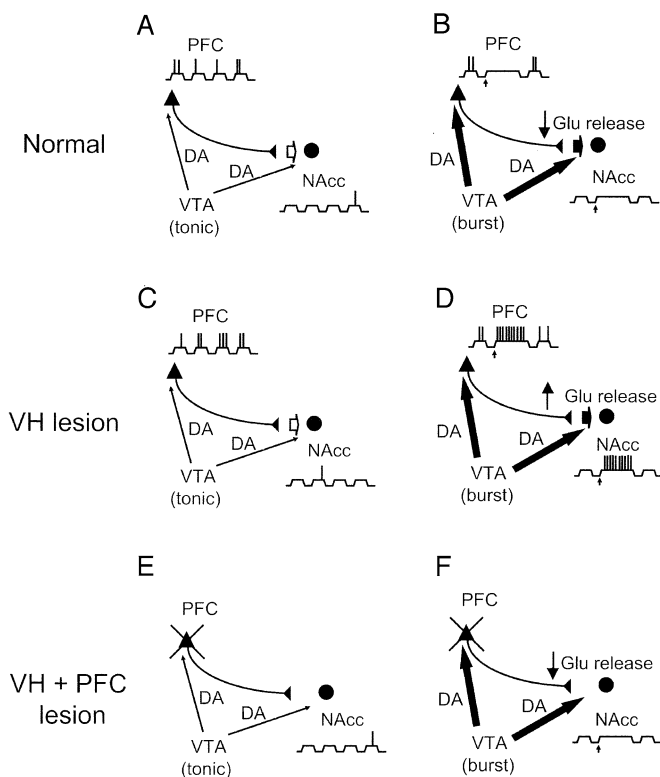 A
PFC
Normal
DA
DA
VTA
(tonic)
B
PFC
Glu release
DA
DA
NAcc
VTA
(burst)
C
PFC
VH lesion
DA
DA
NAcc
VTA
(tonic)
D
PFC
Glu release
DA
DA
NAcc
VTA
(burst)
E
PFC
VH + PFC
lesion
DA
DA
NAcc
VTA
(tonic)
F
PFC
Glu release
DA
DA
NAcc
VTA
(burst)